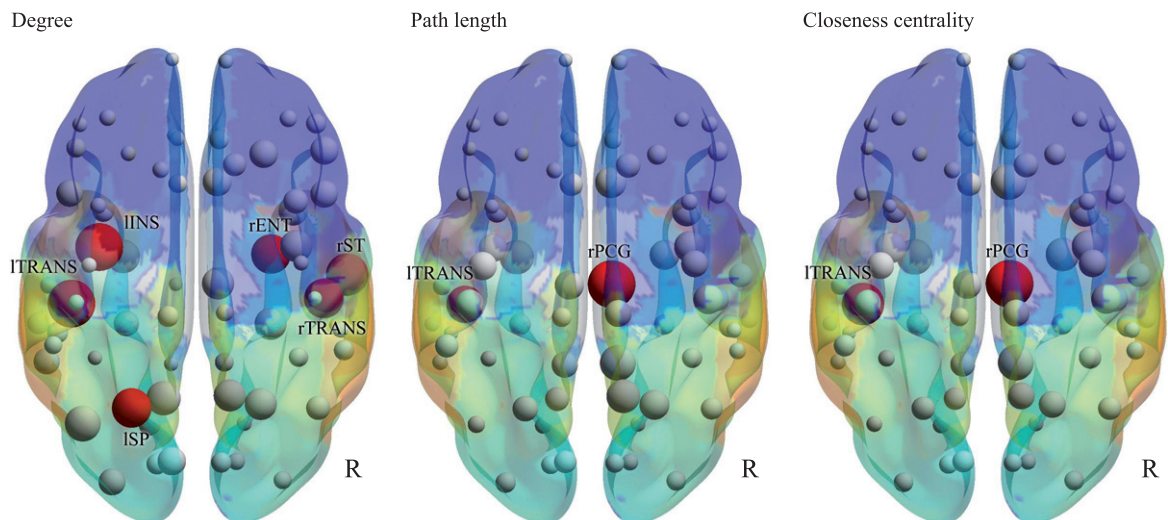 Degree
Path length
Closeness centrality
lINS
rENT
rST
lTRANS
rTRANS
lSP
R
rPCG
lTRANS
R
rPCG
lTRANS
R